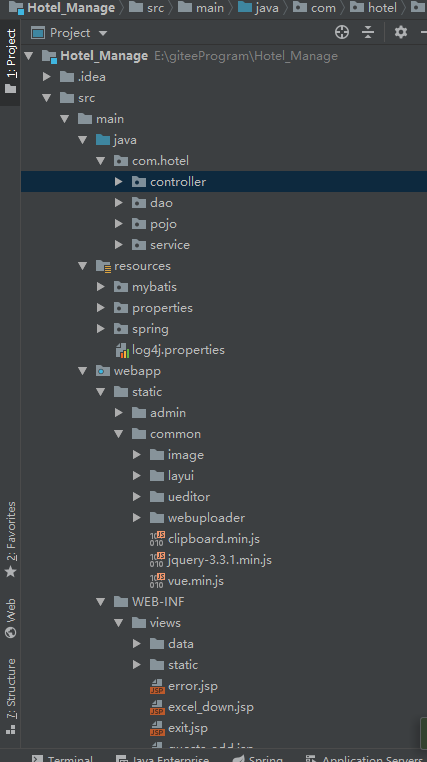 Hotel_Manage src main java com hotel
1: Project
Project
Hotel_Manage E:\giteeProgram\Hotel_Manage
.idea
src
main
java
com.hotel
controller
dao
pojo
service
resources
mybatis
properties
spring
log4j.properties
webapp
static
admin
common
image
layui
ueditor
webuploader
clipboard.min.js
jquery-3.3.1.min.js
vue.min.js
WEB-INF
views
data
static
error.jsp
excel_down.jsp
exit.jsp
2: Favorites
Web
7: Structure
Terminal Java Enterprise Spring Application Servers